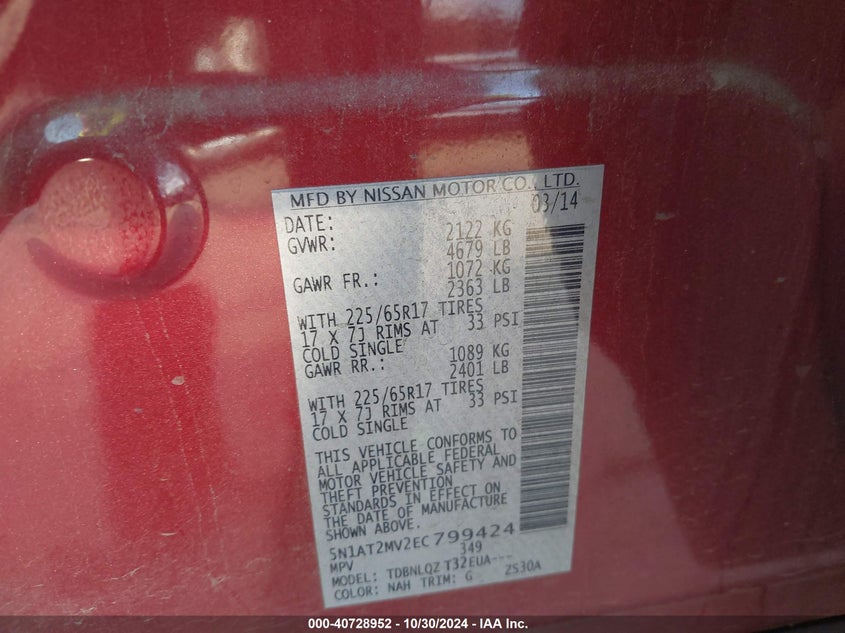 MFD BY NISSAN MOTOR CO., LTD.
DATE: 03/14
GVWR: 2122 KG
4679 LB
GAWR FR.: 1072 KG
2363 LB
WITH 225/65R17 TIRES
17 X 7J RIMS AT 33 PSI
COLD SINGLE
GAWR RR.: 1089 KG
2401 LB
WITH 225/65R17 TIRES
17 X 7J RIMS AT 33 PSI
COLD SINGLE
THIS VEHICLE CONFORMS TO
ALL APPLICABLE FEDERAL
MOTOR VEHICLE SAFETY AND
THEFT PREVENTION
STANDARDS IN EFFECT ON
THE DATE OF MANUFACTURE
SHOWN ABOVE.
5N1AT2MV2EC799424
MPV 349
MODEL: TDBNLQZ T32EUA---
COLOR: NAH TRIM: G 2S30A
000-40728952 - 10/30/2024 - IAA Inc.